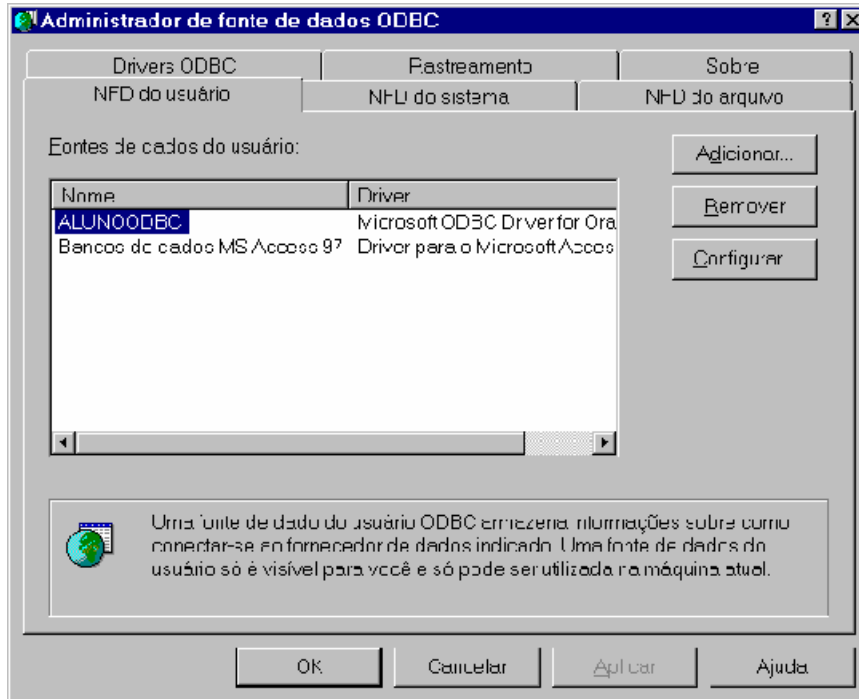 Administrador de fonte de dados ODBC
Drivers ODBC Rastreamento Sobre
NFD do usuário NFD do sistema NFD do arquivo
Fontes de dados do usuário:
Adicionar...
Nome Driver
Remover
ALUNOODBC Microsoft ODBC Driver for Ora
Bancos de dados MS Access 97 Driver para o Microsoft Acces
Configurar
Uma fonte de dado do usuário ODBC armazena informações sobre como
conectar-se ao fornecedor de dados indicado. Uma fonte de dados do
usuário só é visível para você e só pode ser utilizada na máquina atual.
OK Cancelar Aplicar Ajuda